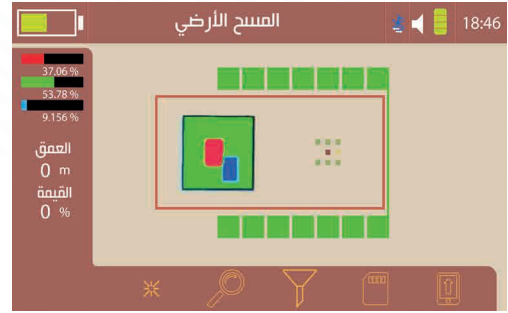 المسح الأرضي
18:46
37.06 %
53.78 %
9.156 %
العمق
0 m
القيمة
0 %